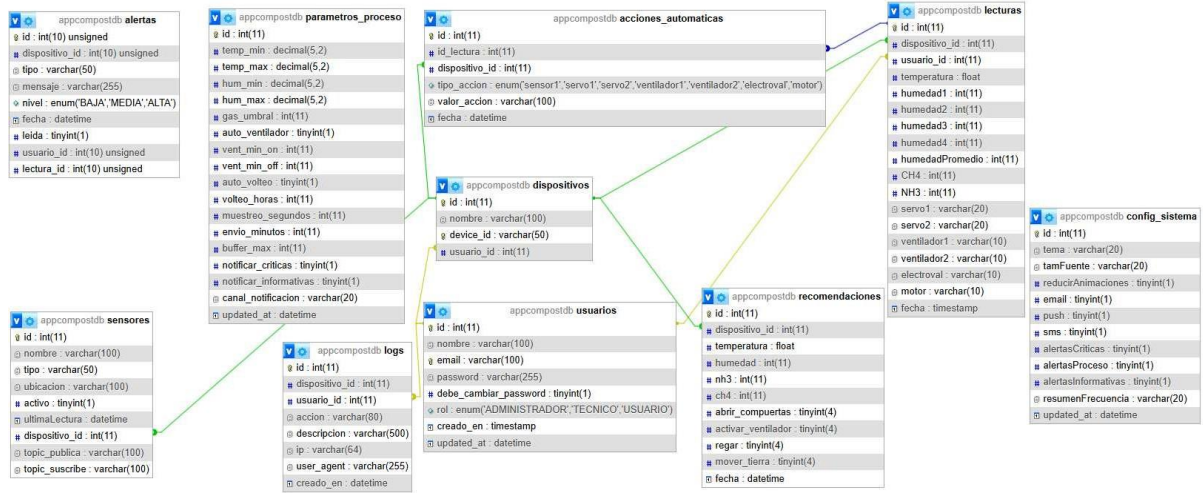 appcompostdb alertas
id : int(10) unsigned
dispositivo_id : int(10) unsigned
tipo : varchar(50)
mensaje : varchar(255)
nivel : enum('BAJA','MEDIA','ALTA')
fecha : datetime
leida : tinyint(1)
usuario_id : int(10) unsigned
lectura_id : int(10) unsigned
appcompostdb parametros_proceso
id : int(11)
temp_min : decimal(5,2)
temp_max : decimal(5,2)
hum_min : decimal(5,2)
hum_max : decimal(5,2)
gas_umbral : int(11)
auto_ventilador : tinyint(1)
vent_min_on : int(11)
vent_min_off : int(11)
auto_volteo : tinyint(1)
volteo_horas : int(11)
muestreo_segundos : int(11)
envio_minutos : int(11)
buffer_max : int(11)
notificar_criticas : tinyint(1)
notificar_informativas : tinyint(1)
canal_notificacion : varchar(20)
updated_at : datetime
appcompostdb acciones_automaticas
id : int(11)
id_lectura : int(11)
dispositivo_id : int(11)
tipo_accion : enum('sensor1','servo1','servo2','ventilador1','ventilador2','electroval','motor')
valor_accion : varchar(100)
fecha : datetime
appcompostdb lecturas
id : int(11)
dispositivo_id : int(11)
usuario_id : int(11)
temperatura : float
humedad1 : int(11)
humedad2 : int(11)
humedad3 : int(11)
humedad4 : int(11)
humedadPromedio : int(11)
CH4 : int(11)
NH3 : int(11)
servo1 : varchar(20)
servo2 : varchar(20)
ventilador1 : varchar(10)
ventilador2 : varchar(10)
electroval : varchar(10)
motor : varchar(10)
fecha : timestamp
appcompostdb dispositivos
id : int(11)
nombre : varchar(100)
device_id : varchar(50)
usuario_id : int(11)
appcompostdb config_sistema
id : int(11)
tema : varchar(20)
tamFuente : varchar(20)
reducirAnimaciones : tinyint(1)
email : tinyint(1)
push : tinyint(1)
sms : tinyint(1)
alertasCriticas : tinyint(1)
alertasProceso : tinyint(1)
alertasInformativas : tinyint(1)
resumenFrecuencia : varchar(20)
updated_at : datetime
appcompostdb sensores
id : int(11)
nombre : varchar(100)
tipo : varchar(50)
ubicacion : varchar(100)
activo : tinyint(1)
ultimaLectura : datetime
dispositivo_id : int(11)
topic_publica : varchar(100)
topic_suscribe : varchar(100)
appcompostdb logs
id : int(11)
dispositivo_id : int(11)
usuario_id : int(11)
accion : varchar(80)
descripcion : varchar(500)
ip : varchar(64)
user_agent : varchar(255)
creado_en : datetime
appcompostdb usuarios
id : int(11)
nombre : varchar(100)
email : varchar(100)
password : varchar(255)
debe_cambiar_password : tinyint(1)
rol : enum('ADMINISTRADOR','TECNICO','USUARIO')
creado_en : timestamp
updated_at : datetime
appcompostdb recomendaciones
id : int(11)
dispositivo_id : int(11)
temperatura : float
humedad : int(11)
nh3 : int(11)
ch4 : int(11)
abrir_compuertas : tinyint(4)
activar_ventilador : tinyint(4)
regar : tinyint(4)
mover_tierra : tinyint(4)
fecha : datetime